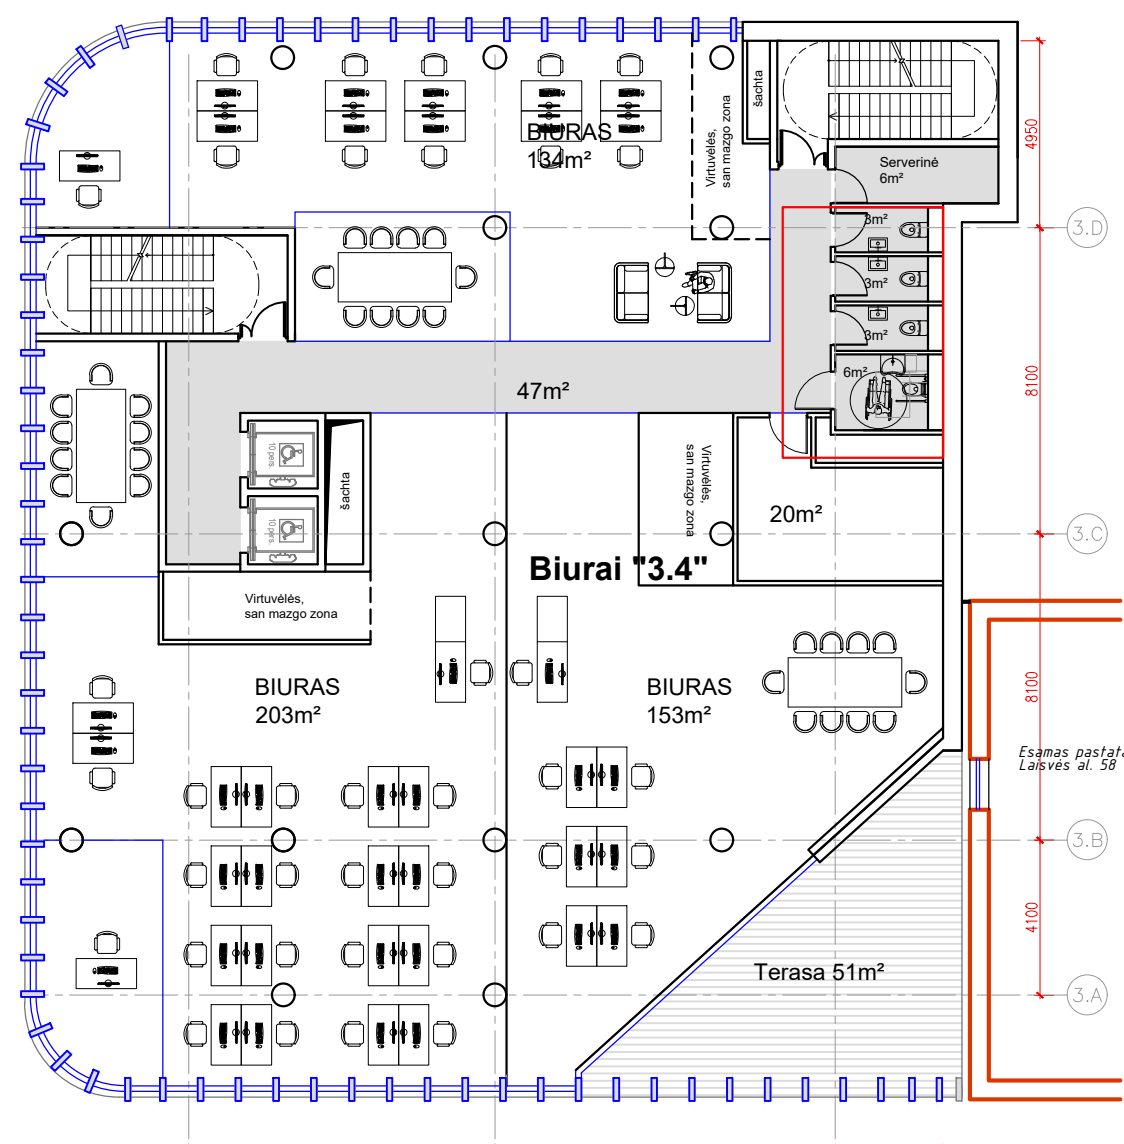 BIURAS
134m²
Virtuvėlės,
san mazgo zona
šachta
Serverinė
6m²
3m²
3m²
3m²
6m²
4950
3.D
47m²
8100
10 pers.
10 pers.
šachta
Virtuvėlės,
san mazgo zona
20m²
3.C
Biurai "3.4"
Virtuvėlės,
san mazgo zona
BIURAS
203m²
BIURAS
153m²
8100
Esamas pastata
Laisvės al. 58
3.B
4100
Terasa 51m²
3.A